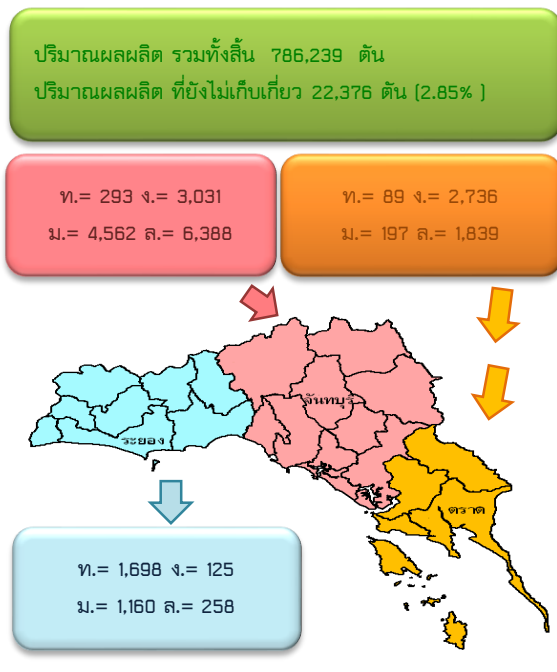 ปริมาณผลผลิต รวมทั้งสิ้น 786,239 ตัน
ปริมาณผลผลิต ที่ยังไม่เก็บเกี่ยว 22,376 ตัน (2.85% )
ท.= 293 ง.= 3,031
ม.= 4,562 ล.= 6,388
ท.= 89 ง.= 2,736
ม.= 197 ล.= 1,839
จันทบุรี
ระยอง
ตราด
ท.= 1,698 ง.= 125
ม.= 1,160 ล.= 258